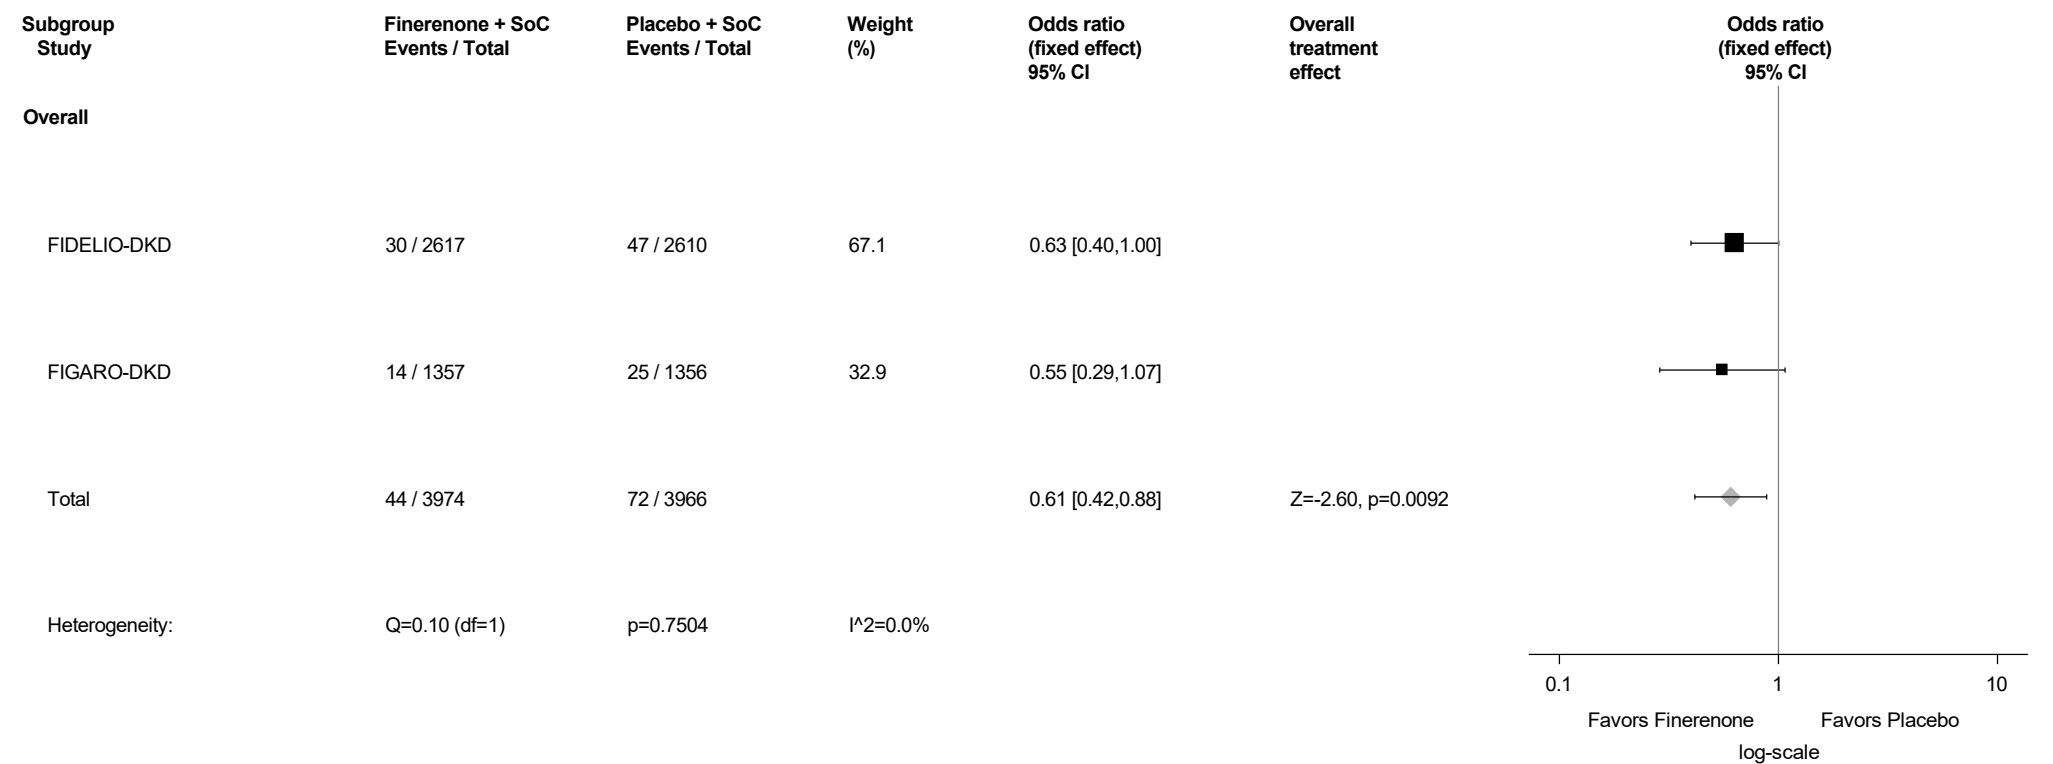 Subgroup Finerenone + SoC Placebo + SoC Weight Odds ratio Overall Odds ratio
Study Events / Total Events / Total (%) (fixed effect) treatment (fixed effect)
95% CI effect 95% CI
Overall
FIDELIO-DKD 30 / 2617 47 / 2610 67.1 0.63 [0.40,1.00]
FIGARO-DKD 14 / 1357 25 / 1356 32.9 0.55 [0.29,1.07]
Total 44 / 3974 72 / 3966 0.61 [0.42,0.88] Z=-2.60, p=0.0092
Heterogeneity: Q=0.10 (df=1) p=0.7504 I^2=0.0%
0.1 1 10
Favors Finerenone Favors Placebo
log-scale